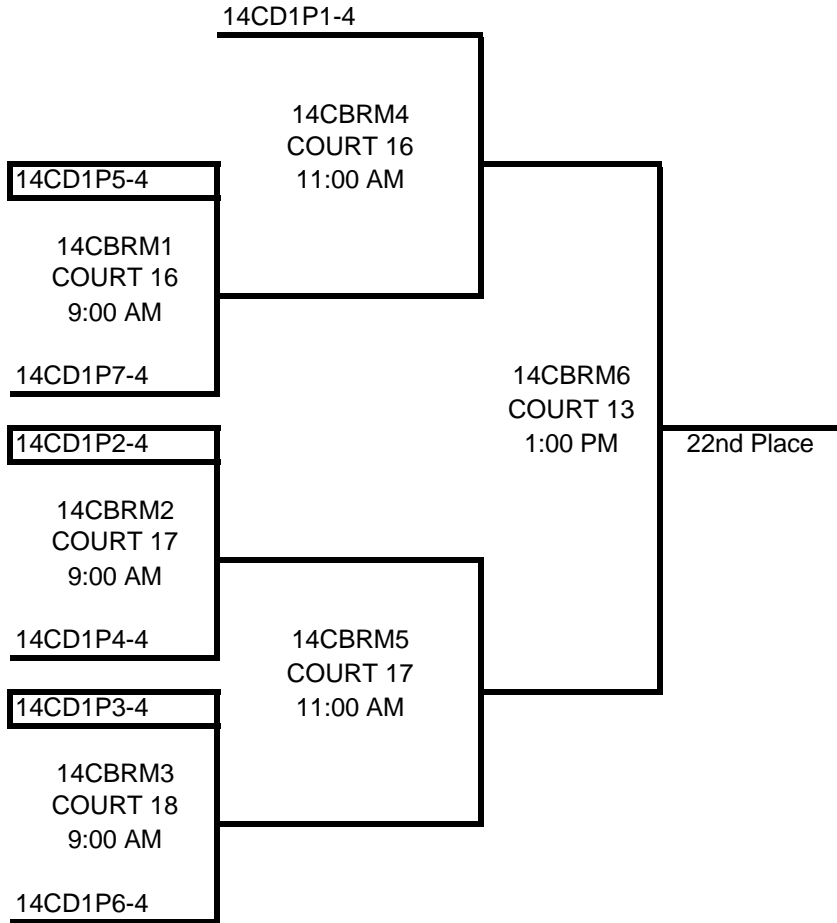 14CD1P1-4
14CBRM4
COURT 16
11:00 AM
14CD1P5-4
14CBRM1
COURT 16
9:00 AM
14CD1P7-4
14CBRM6
COURT 13
1:00 PM
22nd Place
14CD1P2-4
14CBRM2
COURT 17
9:00 AM
14CD1P4-4
14CBRM5
COURT 17
11:00 AM
14CD1P3-4
14CBRM3
COURT 18
9:00 AM
14CD1P6-4